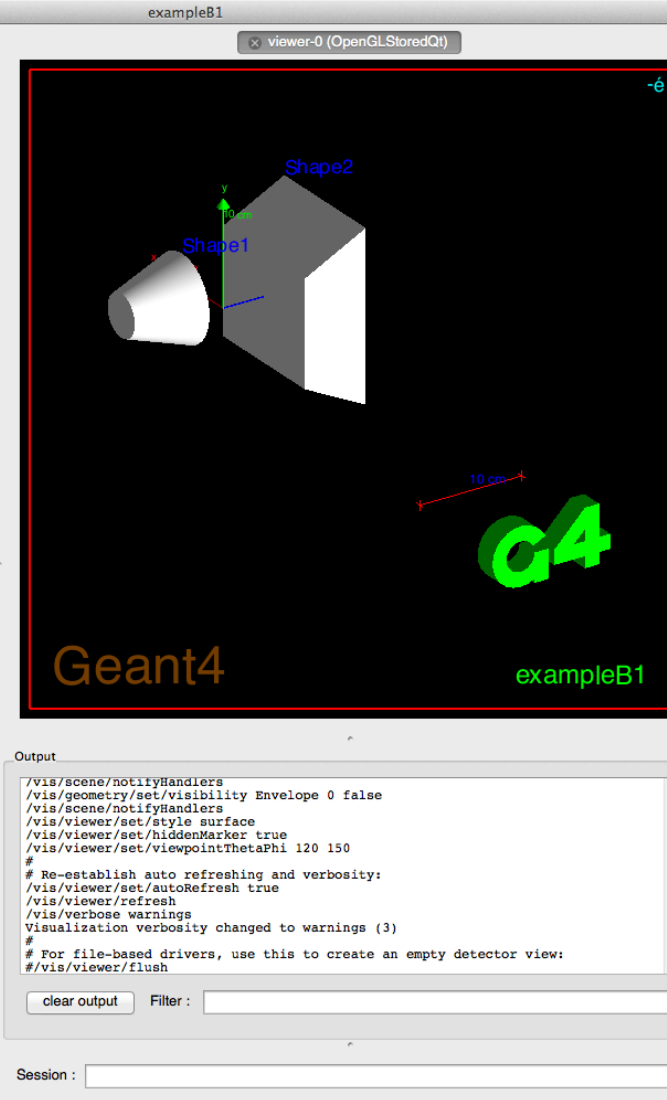 exampleB1
viewer-0 (OpenGLStoredQt)
-é
Shape2
y
10 cm
Shape1
x
10 cm
G4
Geant4
exampleB1
Output
/vis/scene/notifyHandlers
/vis/geometry/set/visibility Envelope 0 false
/vis/scene/notifyHandlers
/vis/viewer/set/style surface
/vis/viewer/set/hiddenMarker true
/vis/viewer/set/viewpointThetaPhi 120 150
#
# Re-establish auto refreshing and verbosity:
/vis/viewer/set/autoRefresh true
/vis/viewer/refresh
/vis/verbose warnings
Visualization verbosity changed to warnings (3)
#
# For file-based drivers, use this to create an empty detector view:
#/vis/viewer/flush
clear output
Filter :
Session :